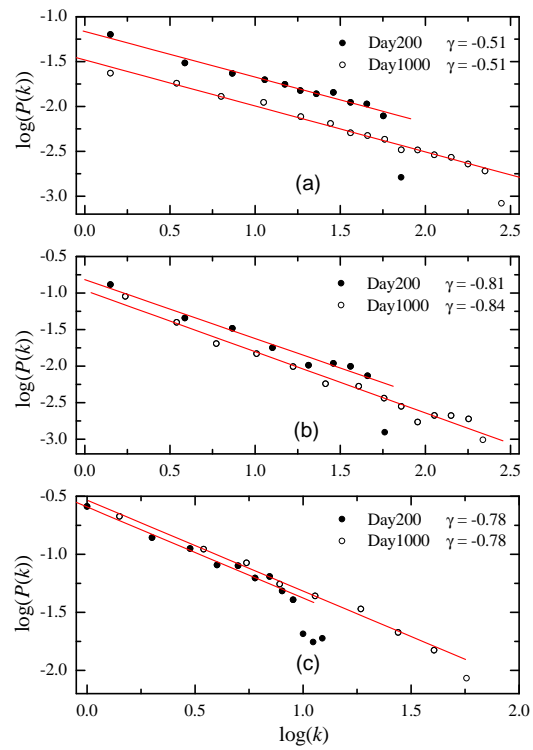 -1.0
-1.5
-2.0
-2.5
-3.0
log(P(k))
Day200 γ = -0.51
Day1000 γ = -0.51
(a)
0.0 0.5 1.0 1.5 2.0 2.5
-0.5
-1.0
-1.5
-2.0
-2.5
-3.0
log(P(k))
Day200 γ = -0.81
Day1000 γ = -0.84
(b)
0.0 0.5 1.0 1.5 2.0 2.5
-0.5
-1.0
-1.5
-2.0
log(P(k))
Day200 γ = -0.78
Day1000 γ = -0.78
(c)
0.0 0.5 1.0 1.5 2.0
log(k)